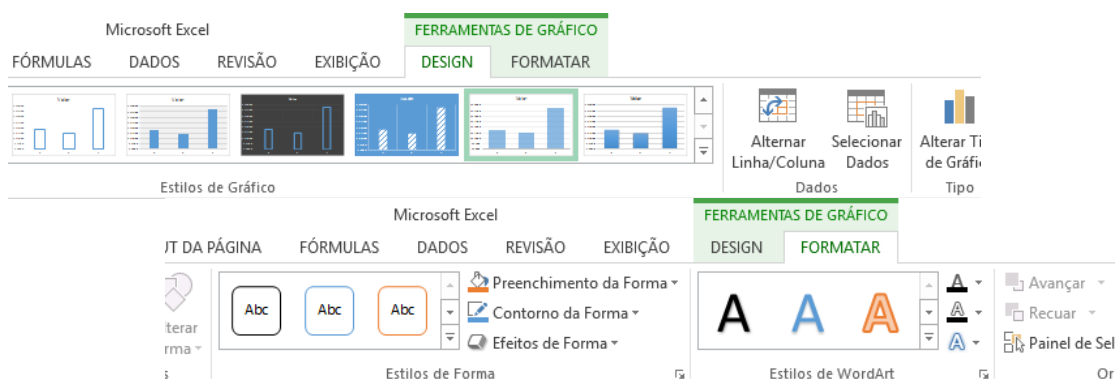 Microsoft Excel
FERRAMENTAS DE GRÁFICO
FÓRMULAS DADOS REVISÃO EXIBIÇÃO DESIGN FORMATAR
Alternar Linha/Coluna
Selecionar Dados
Alterar Ti
de Gráfi
Estilos de Gráfico
Dados
Tipo
Microsoft Excel
FERRAMENTAS DE GRÁFICO
UT DA PÁGINA FÓRMULAS DADOS REVISÃO EXIBIÇÃO DESIGN FORMATAR
lterar
rma
Abc Abc Abc
Preenchimento da Forma
Contorno da Forma
Efeitos de Forma
A A A
A
A
A
Avançar
Recuar
Painel de Sel
s
Estilos de Forma
Estilos de WordArt
Or